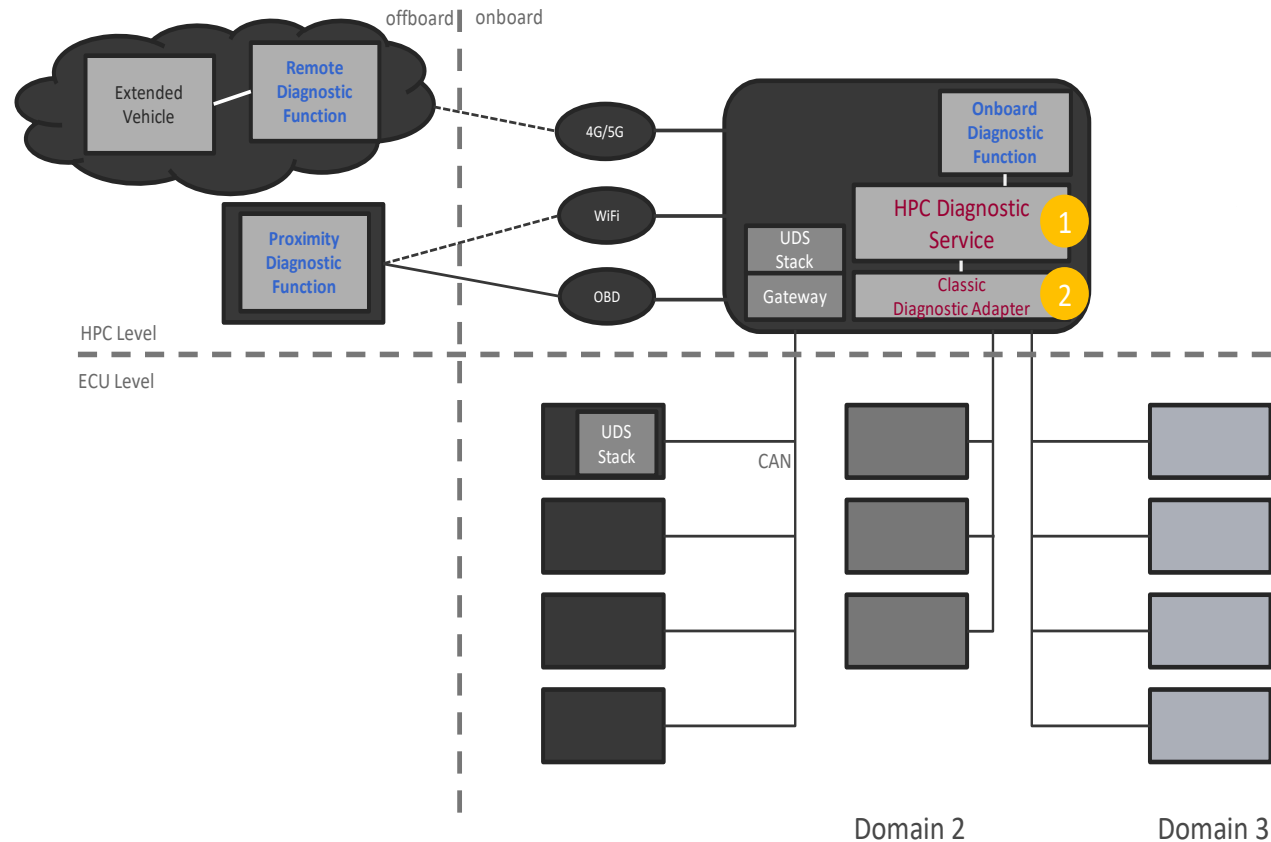 offboard
onboard
Extended
Vehicle
Remote
Diagnostic
Function
4G/5G
Onboard
Diagnostic
Function
HPC Diagnostic
Service
1
WiFi
Proximity
Diagnostic
Function
UDS
Stack
Gateway
Classic
Diagnostic Adapter
2
OBD
HPC Level
ECU Level
UDS
Stack
CAN
Domain 2
Domain 3